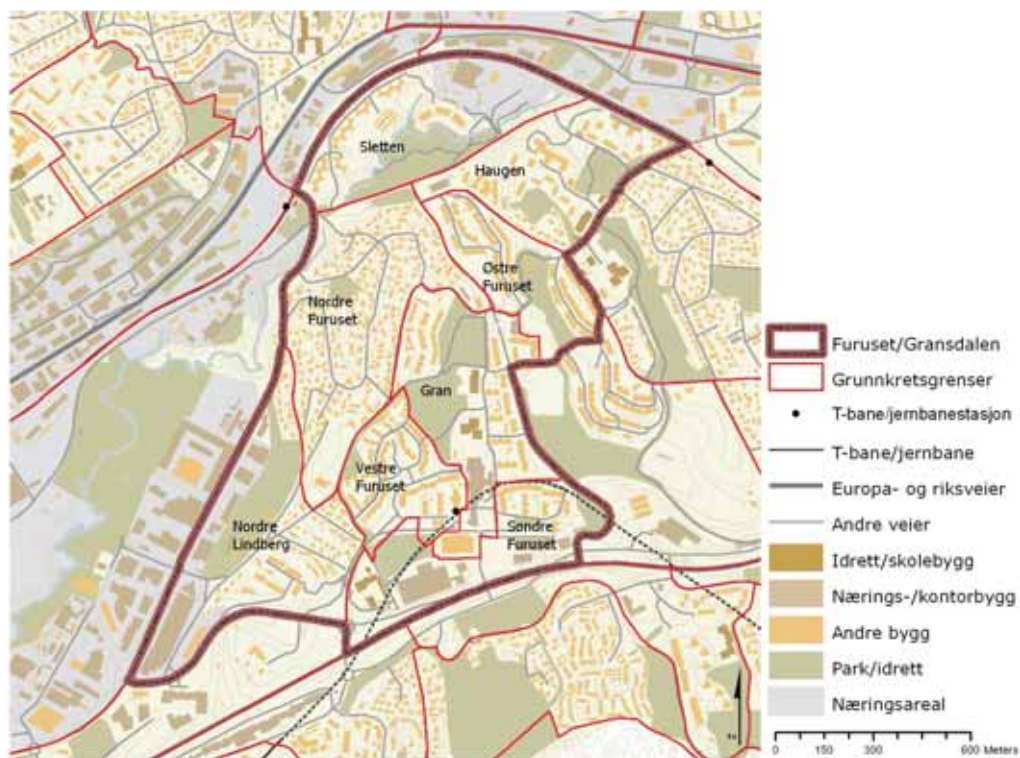 Sletten
Haugen
Østre
Furuset
Nordre
Furuset
Gran
Vestre
Furuset
Nordre
Lindberg
Søndre
Furuset
Furuset/Gransdalen
Grunnkretsgrenser
T-bane/jernbanestasjon
T-bane/jernbane
Europa- og riksveier
Andre veier
Idrett/skolebygg
Nærings-/kontorbygg
Andre bygg
Park/idrett
Næringsareal
0 150 300 600 Meters